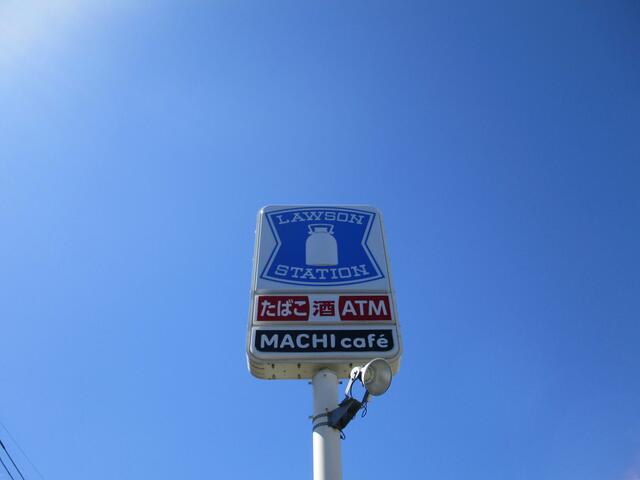 LAWSON
STATION
たばこ 酒 ATM
MACHI café